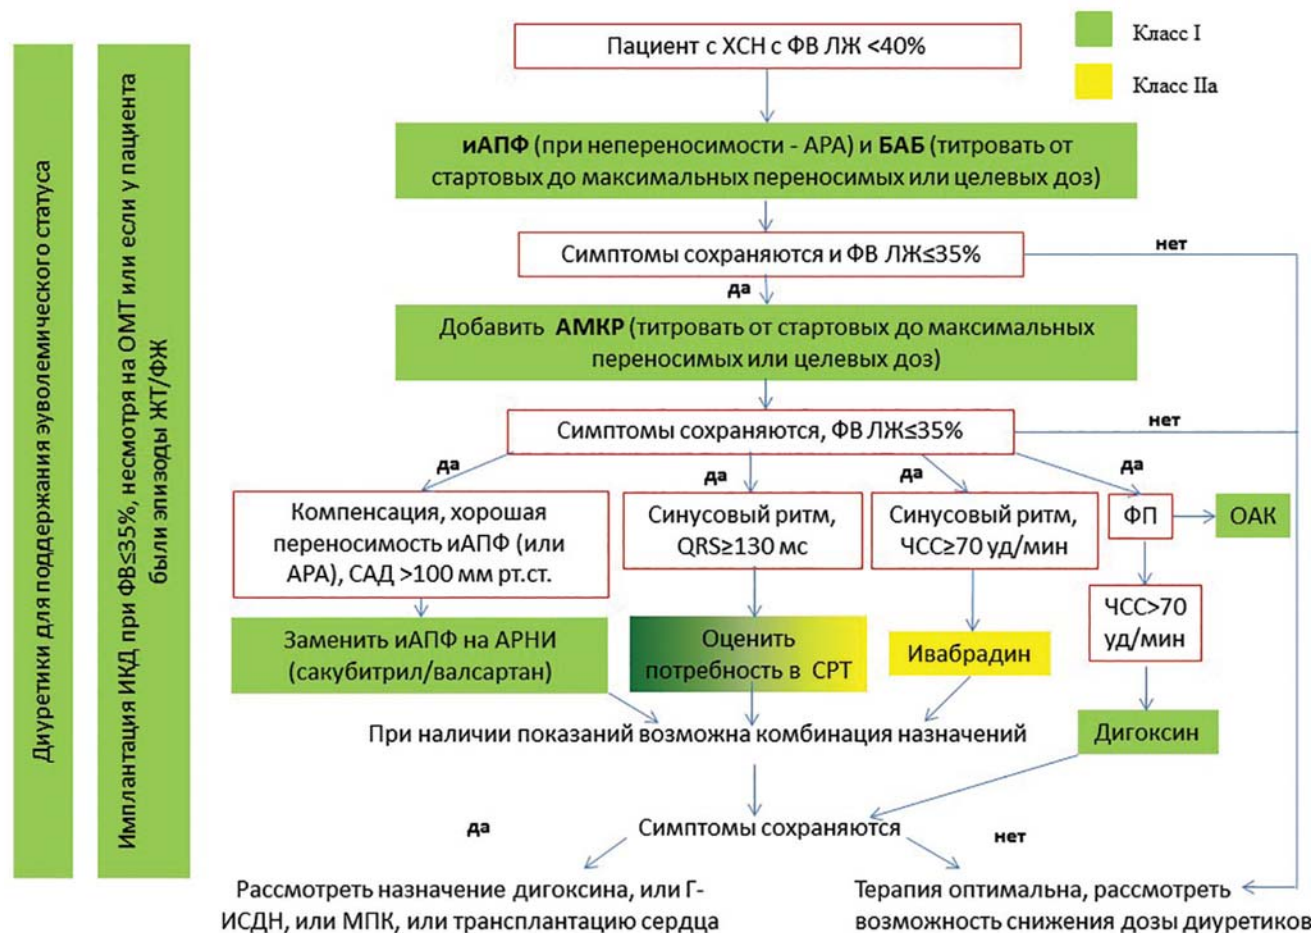 Диуретики для поддержания эуволемического статуса
Имплантация ИКД при ФВ≤35%, несмотря на ОМТ или если у пациента
были эпизоды ЖТ/ФЖ
Пациент с ХСН с ФВ ЛЖ <40%
Класс I
Класс IIa
иАПФ (при непереносимости - АРА) и БАБ (титровать от
стартовых до максимальных переносимых или целевых доз)
Симптомы сохраняются и ФВ ЛЖ≤35%
нет
да
Добавить АМКР (титровать от стартовых до максимальных
переносимых или целевых доз)
Симптомы сохраняются, ФВ ЛЖ≤35%
нет
да
да
да
да
Компенсация, хорошая
переносимость иАПФ (или
АРА), САД >100 мм рт.ст.
Синусовый ритм,
QRS≥130 мс
Синусовый ритм,
ЧСС≥70 уд/мин
ФП
ОАК
ЧСС>70
уд/мин
Заменить иАПФ на АРНИ
(сакубитрил/валсартан)
Оценить
потребность в СРТ
Ивабрадин
Дигоксин
При наличии показаний возможна комбинация назначений
Симптомы сохраняются
да
нет
Рассмотреть назначение дигоксина, или Г-
ИСДН, или МПК, или трансплантацию сердца
Терапия оптимальна, рассмотреть
возможность снижения дозы диуретиков